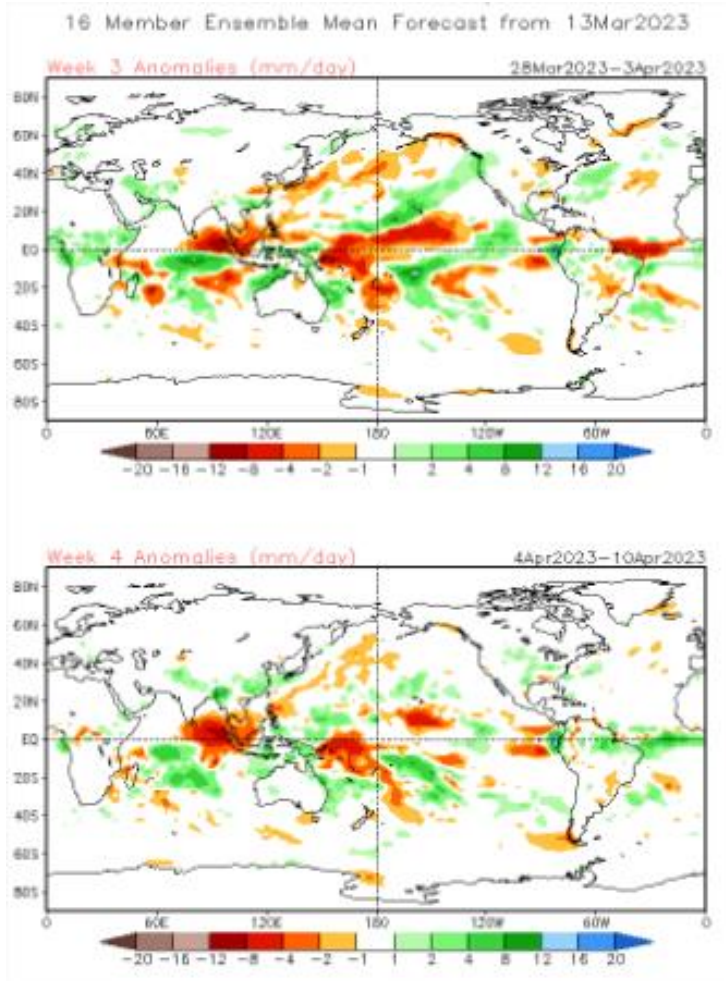 16 Member Ensemble Mean Forecast from 13Mar2023
Week 3 Anomalies (mm/day) 28Mar2023-3Apr2023
80N
60N
40N
20N
EQ
20S
40S
60S
80S
0 60E 120E 180 120W 60W 0
-20 -16 -12 -8 -4 -2 -1 1 2 4 8 12 16 20
Week 4 Anomalies (mm/day) 4Apr2023-10Apr2023
80N
60N
40N
20N
EQ
20S
40S
60S
80S
0 60E 120E 180 120W 60W 0
-20 -16 -12 -8 -4 -2 -1 1 2 4 8 12 16 20